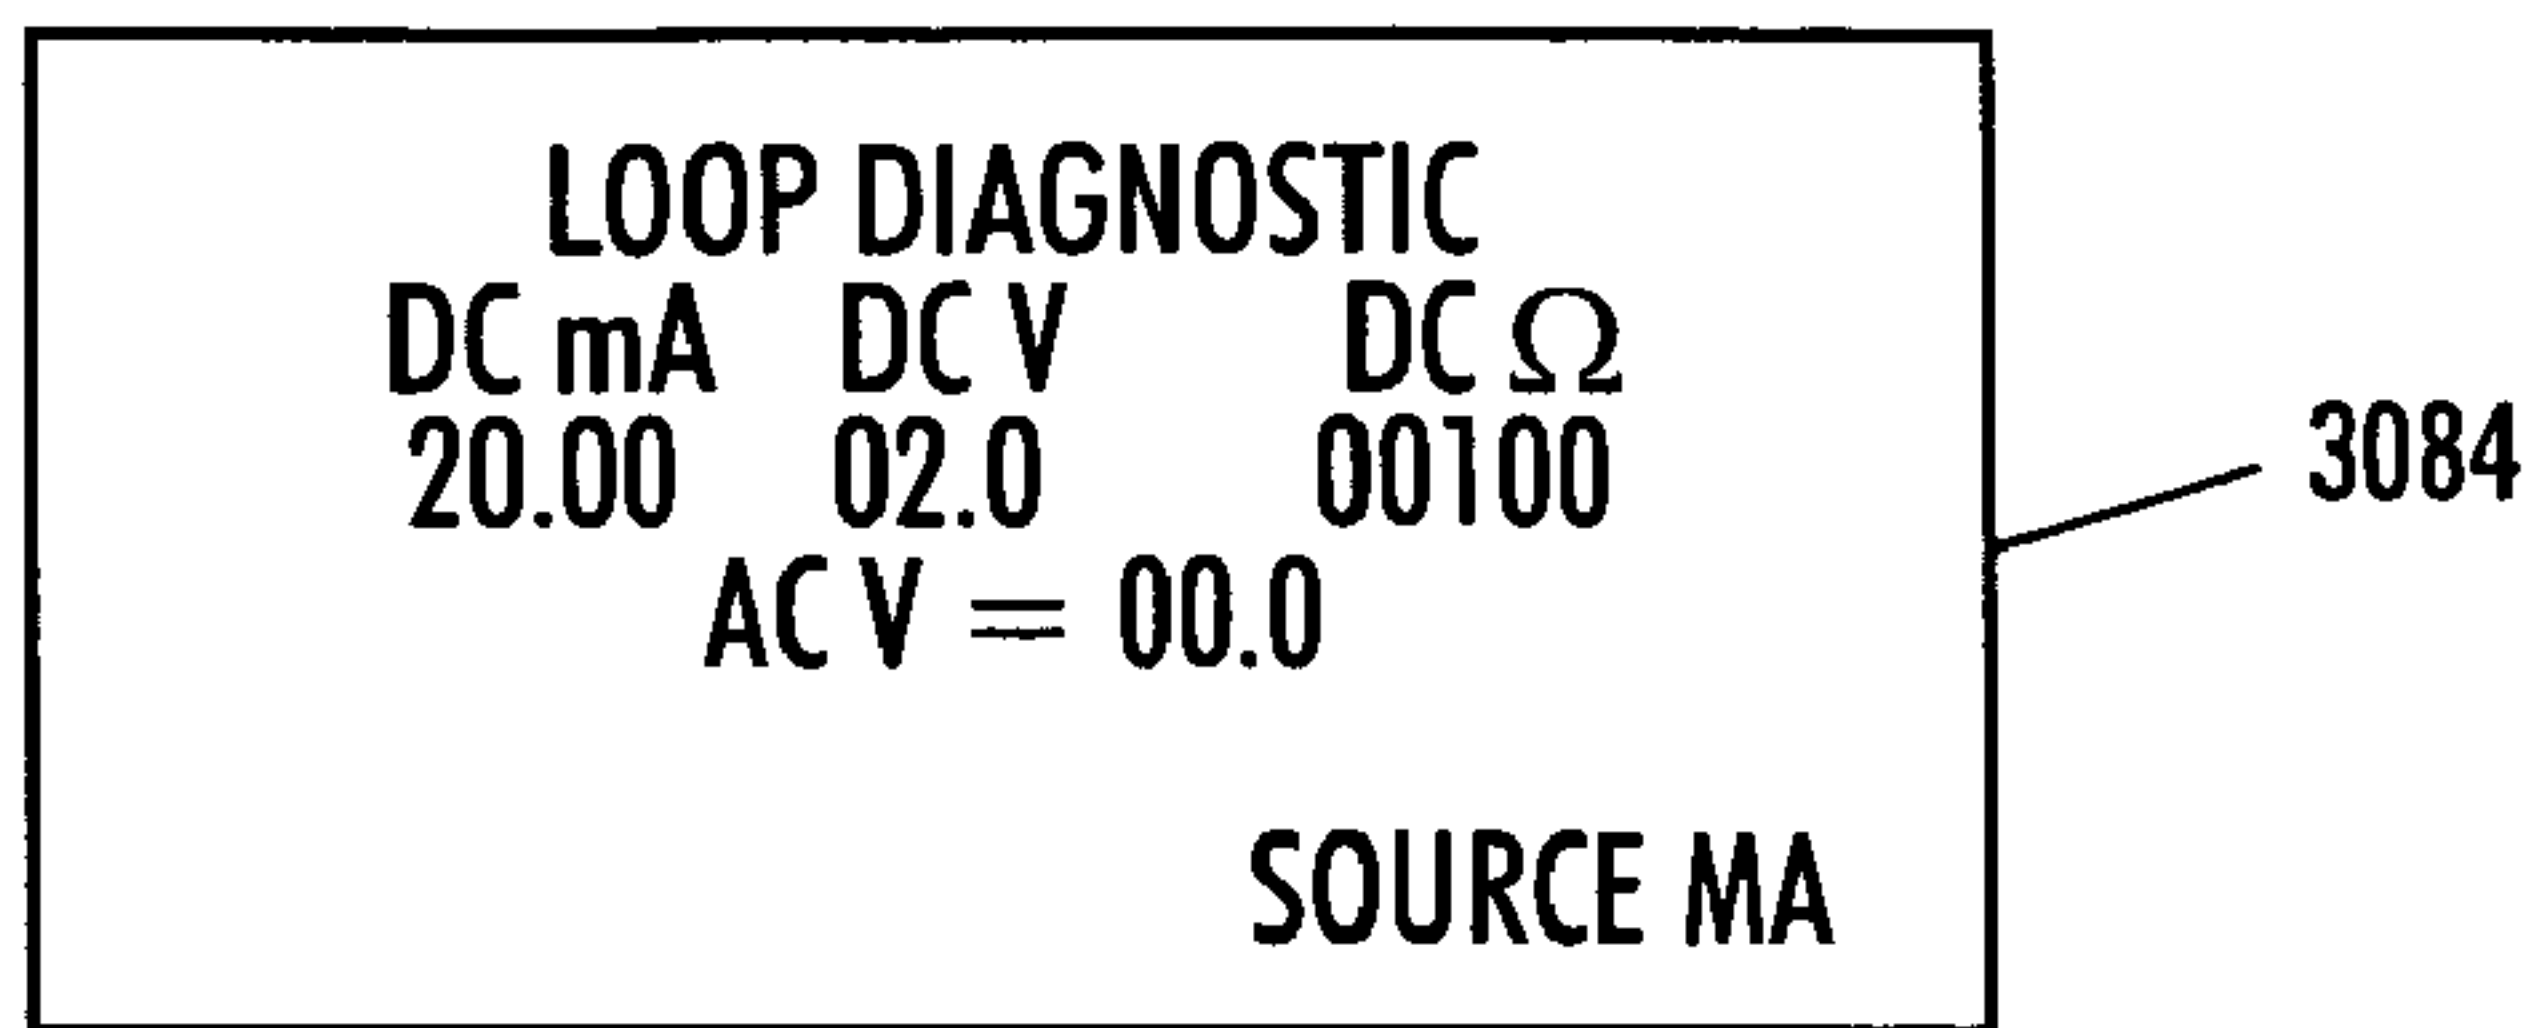 LOOP DIAGNOSTIC
DC mA DC V DC Ω
20.00 02.0 00100
3084
AC V = 00.0
SOURCE MA